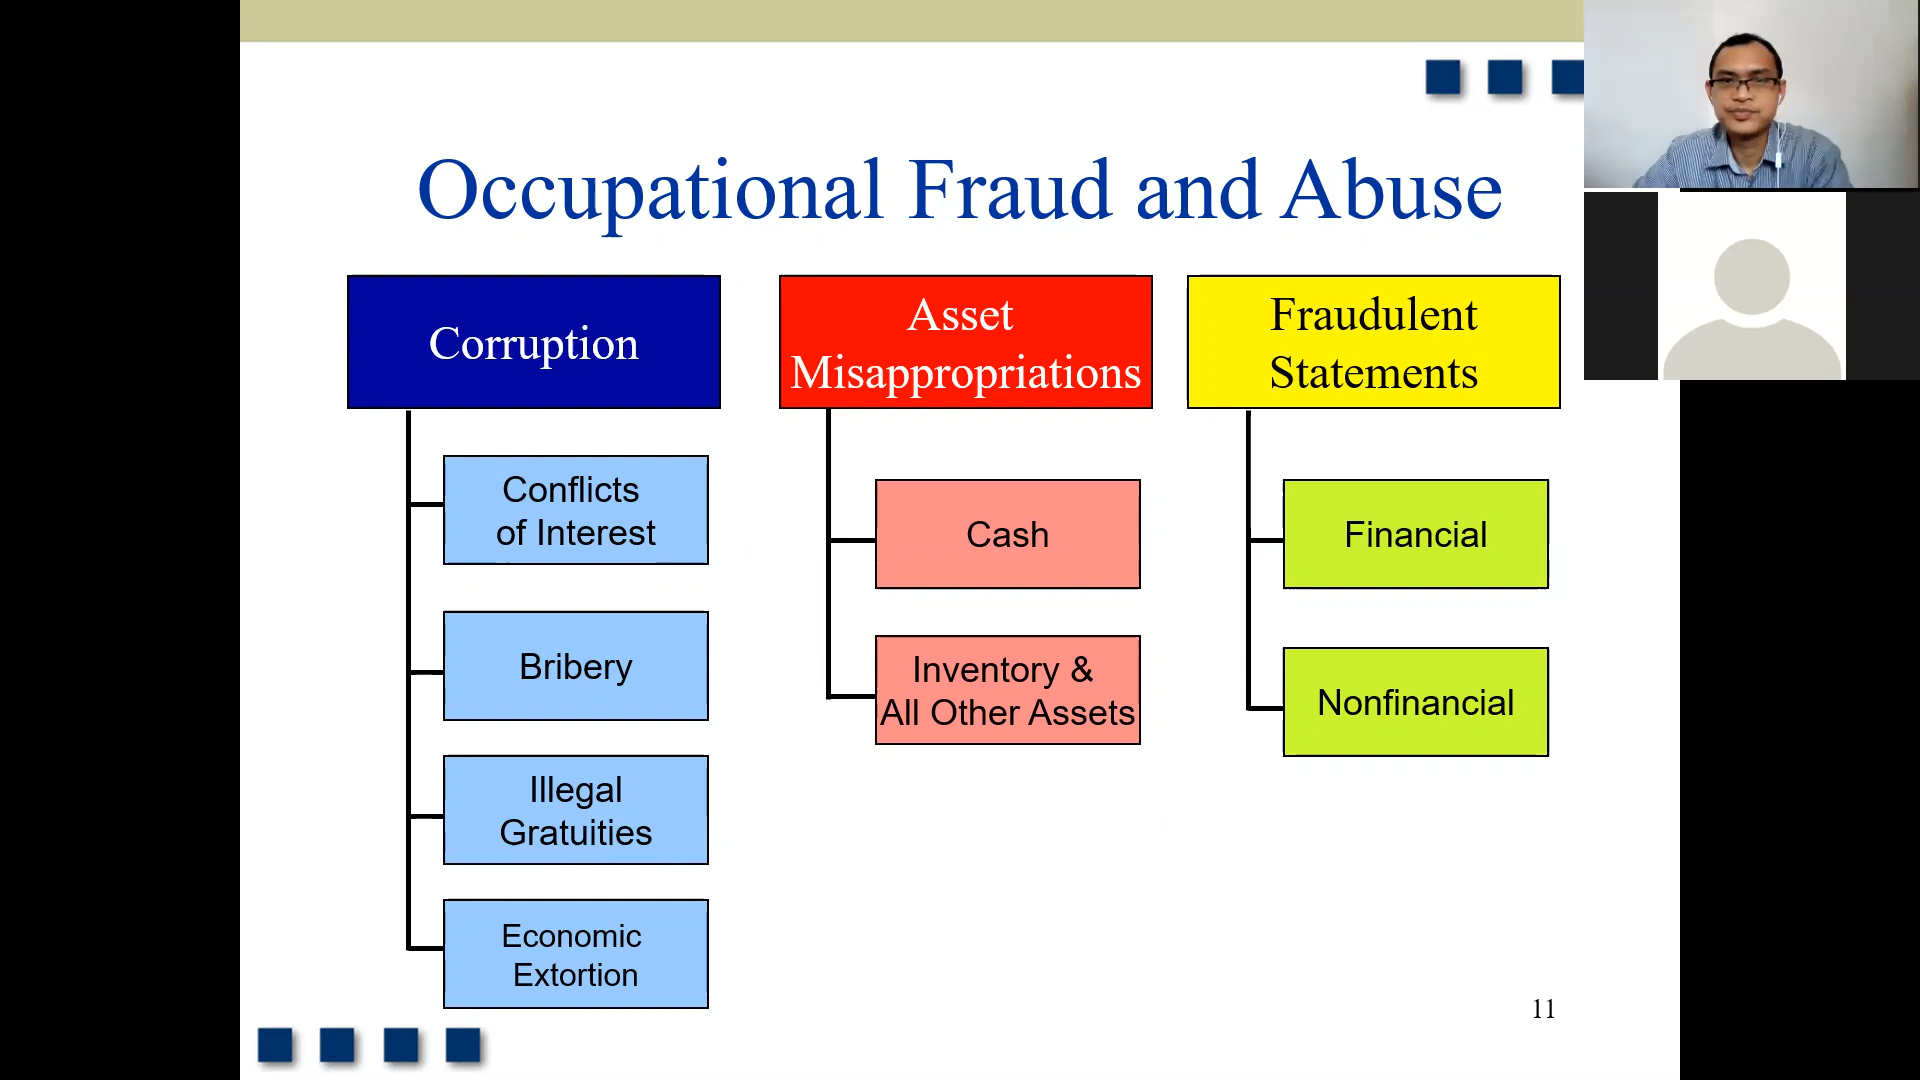 Occupational Fraud and Abuse
Corruption
Conflicts
of Interest
Bribery
Illegal
Gratuities
Economic
Extortion
Asset
Misappropriations
Cash
Inventory &
All Other Assets
Fraudulent
Statements
Financial
Nonfinancial
11